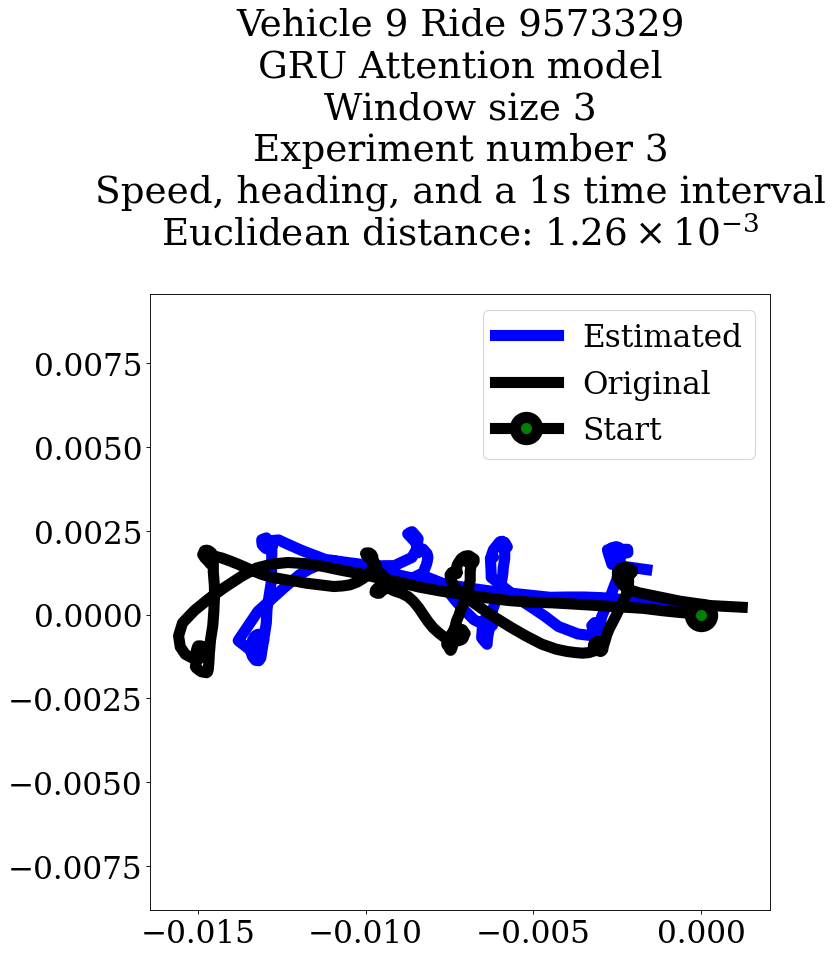 Vehicle 9 Ride 9573329
GRU Attention model
Window size 3
Experiment number 3
Speed, heading, and a 1s time interval
Euclidean distance: 1.26 × 10⁻³
Estimated
Original
Start
0.0075
0.0050
0.0025
0.0000
−0.0025
−0.0050
−0.0075
−0.015
−0.010
−0.005
0.000